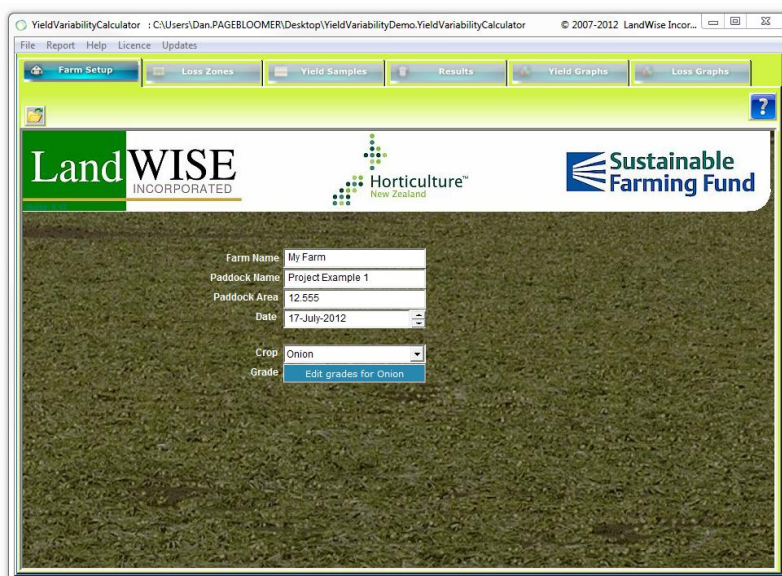 YieldVariabilityCalculator : C:\Users\Dan.PAGEBLOOMER\Desktop\YieldVariabilityDemo.YieldVariabilityCalculator © 2007-2012 LandWise Incor...
File Report Help Licence Updates
Farm Setup Loss Zones Yield Samples Results Yield Graphs Loss Graphs
?
LandWISE
INCORPORATED
Horticulture™
New Zealand
Sustainable
Farming Fund
Farm Name My Farm
Paddock Name Project Example 1
Paddock Area 12.555
Date 17-July-2012
Crop Onion
Grade Edit grades for Onion